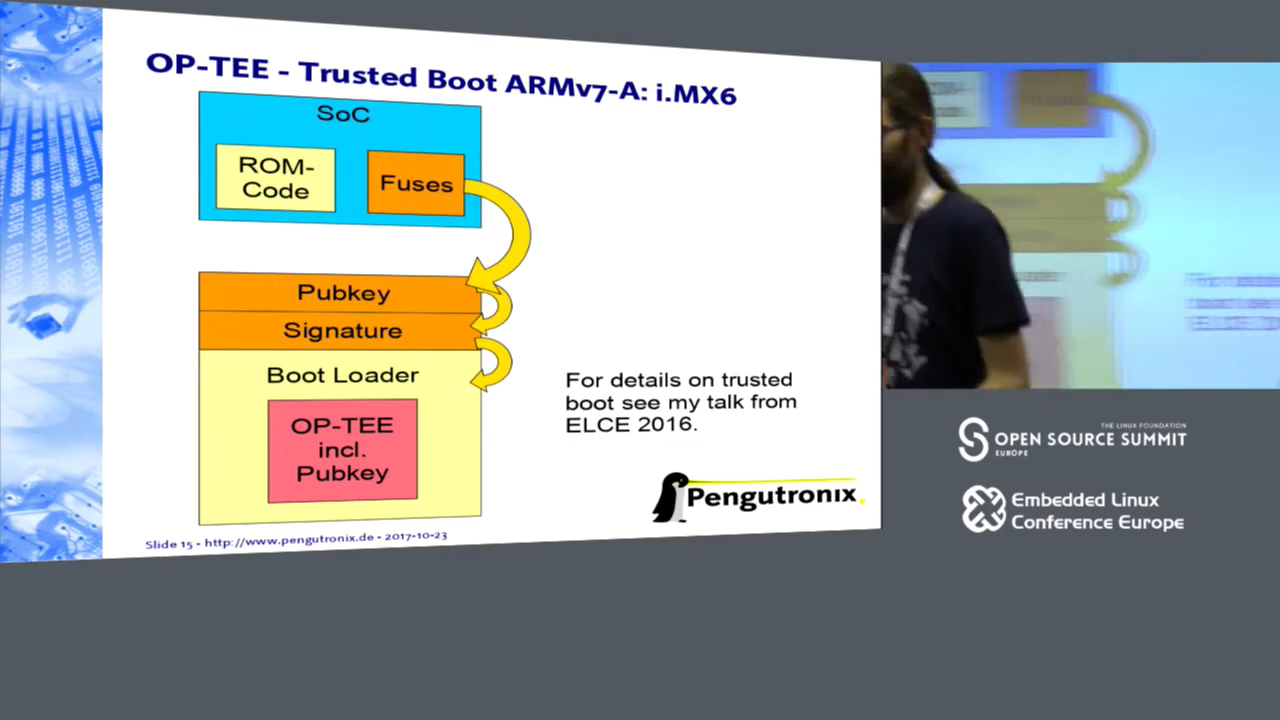 OP-TEE - Trusted Boot ARMv7-A: i.MX6
SoC
ROM-
Code
Fuses
Pubkey
Signature
Boot Loader
OP-TEE
incl.
Pubkey
For details on trusted
boot see my talk from
ELCE 2016.
Pengutronix
Slide 15 - http://www.pengutronix.de - 2017-10-23
THE LINUX FOUNDATION
OPEN SOURCE SUMMIT
EUROPE
Embedded Linux
Conference Europe